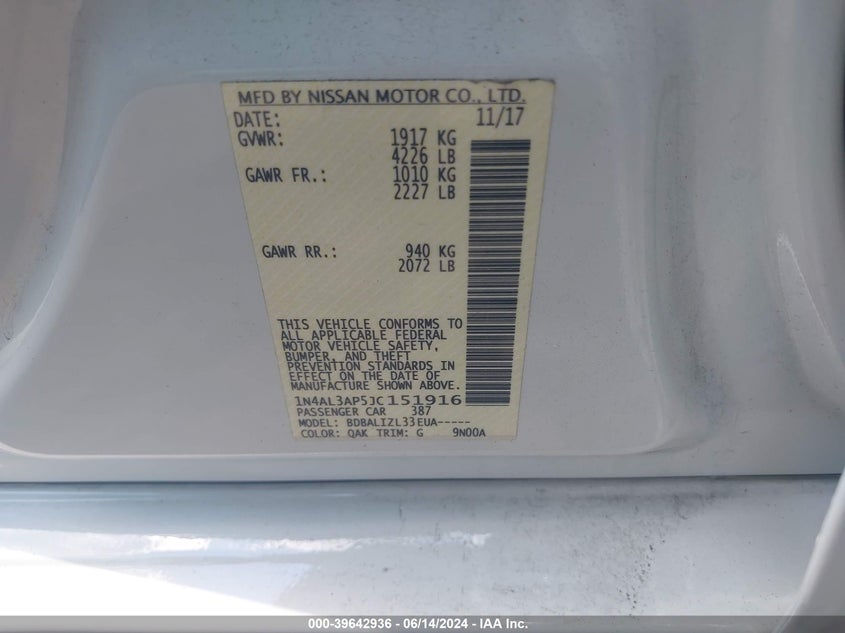 MFD BY NISSAN MOTOR CO., LTD.
DATE: 11/17
GVWR: 1917 KG
4226 LB
GAWR FR.: 1010 KG
2227 LB
GAWR RR.: 940 KG
2072 LB
THIS VEHICLE CONFORMS TO
ALL APPLICABLE FEDERAL
MOTOR VEHICLE SAFETY,
BUMPER, AND THEFT
PREVENTION STANDARDS IN
EFFECT ON THE DATE OF
MANUFACTURE SHOWN ABOVE.
1N4AL3AP5JC151916
PASSENGER CAR 387
MODEL: BDBALIZL33EUA-----
COLOR: QAK TRIM: G 9N00A
000-39642936 - 06/14/2024 - IAA Inc.